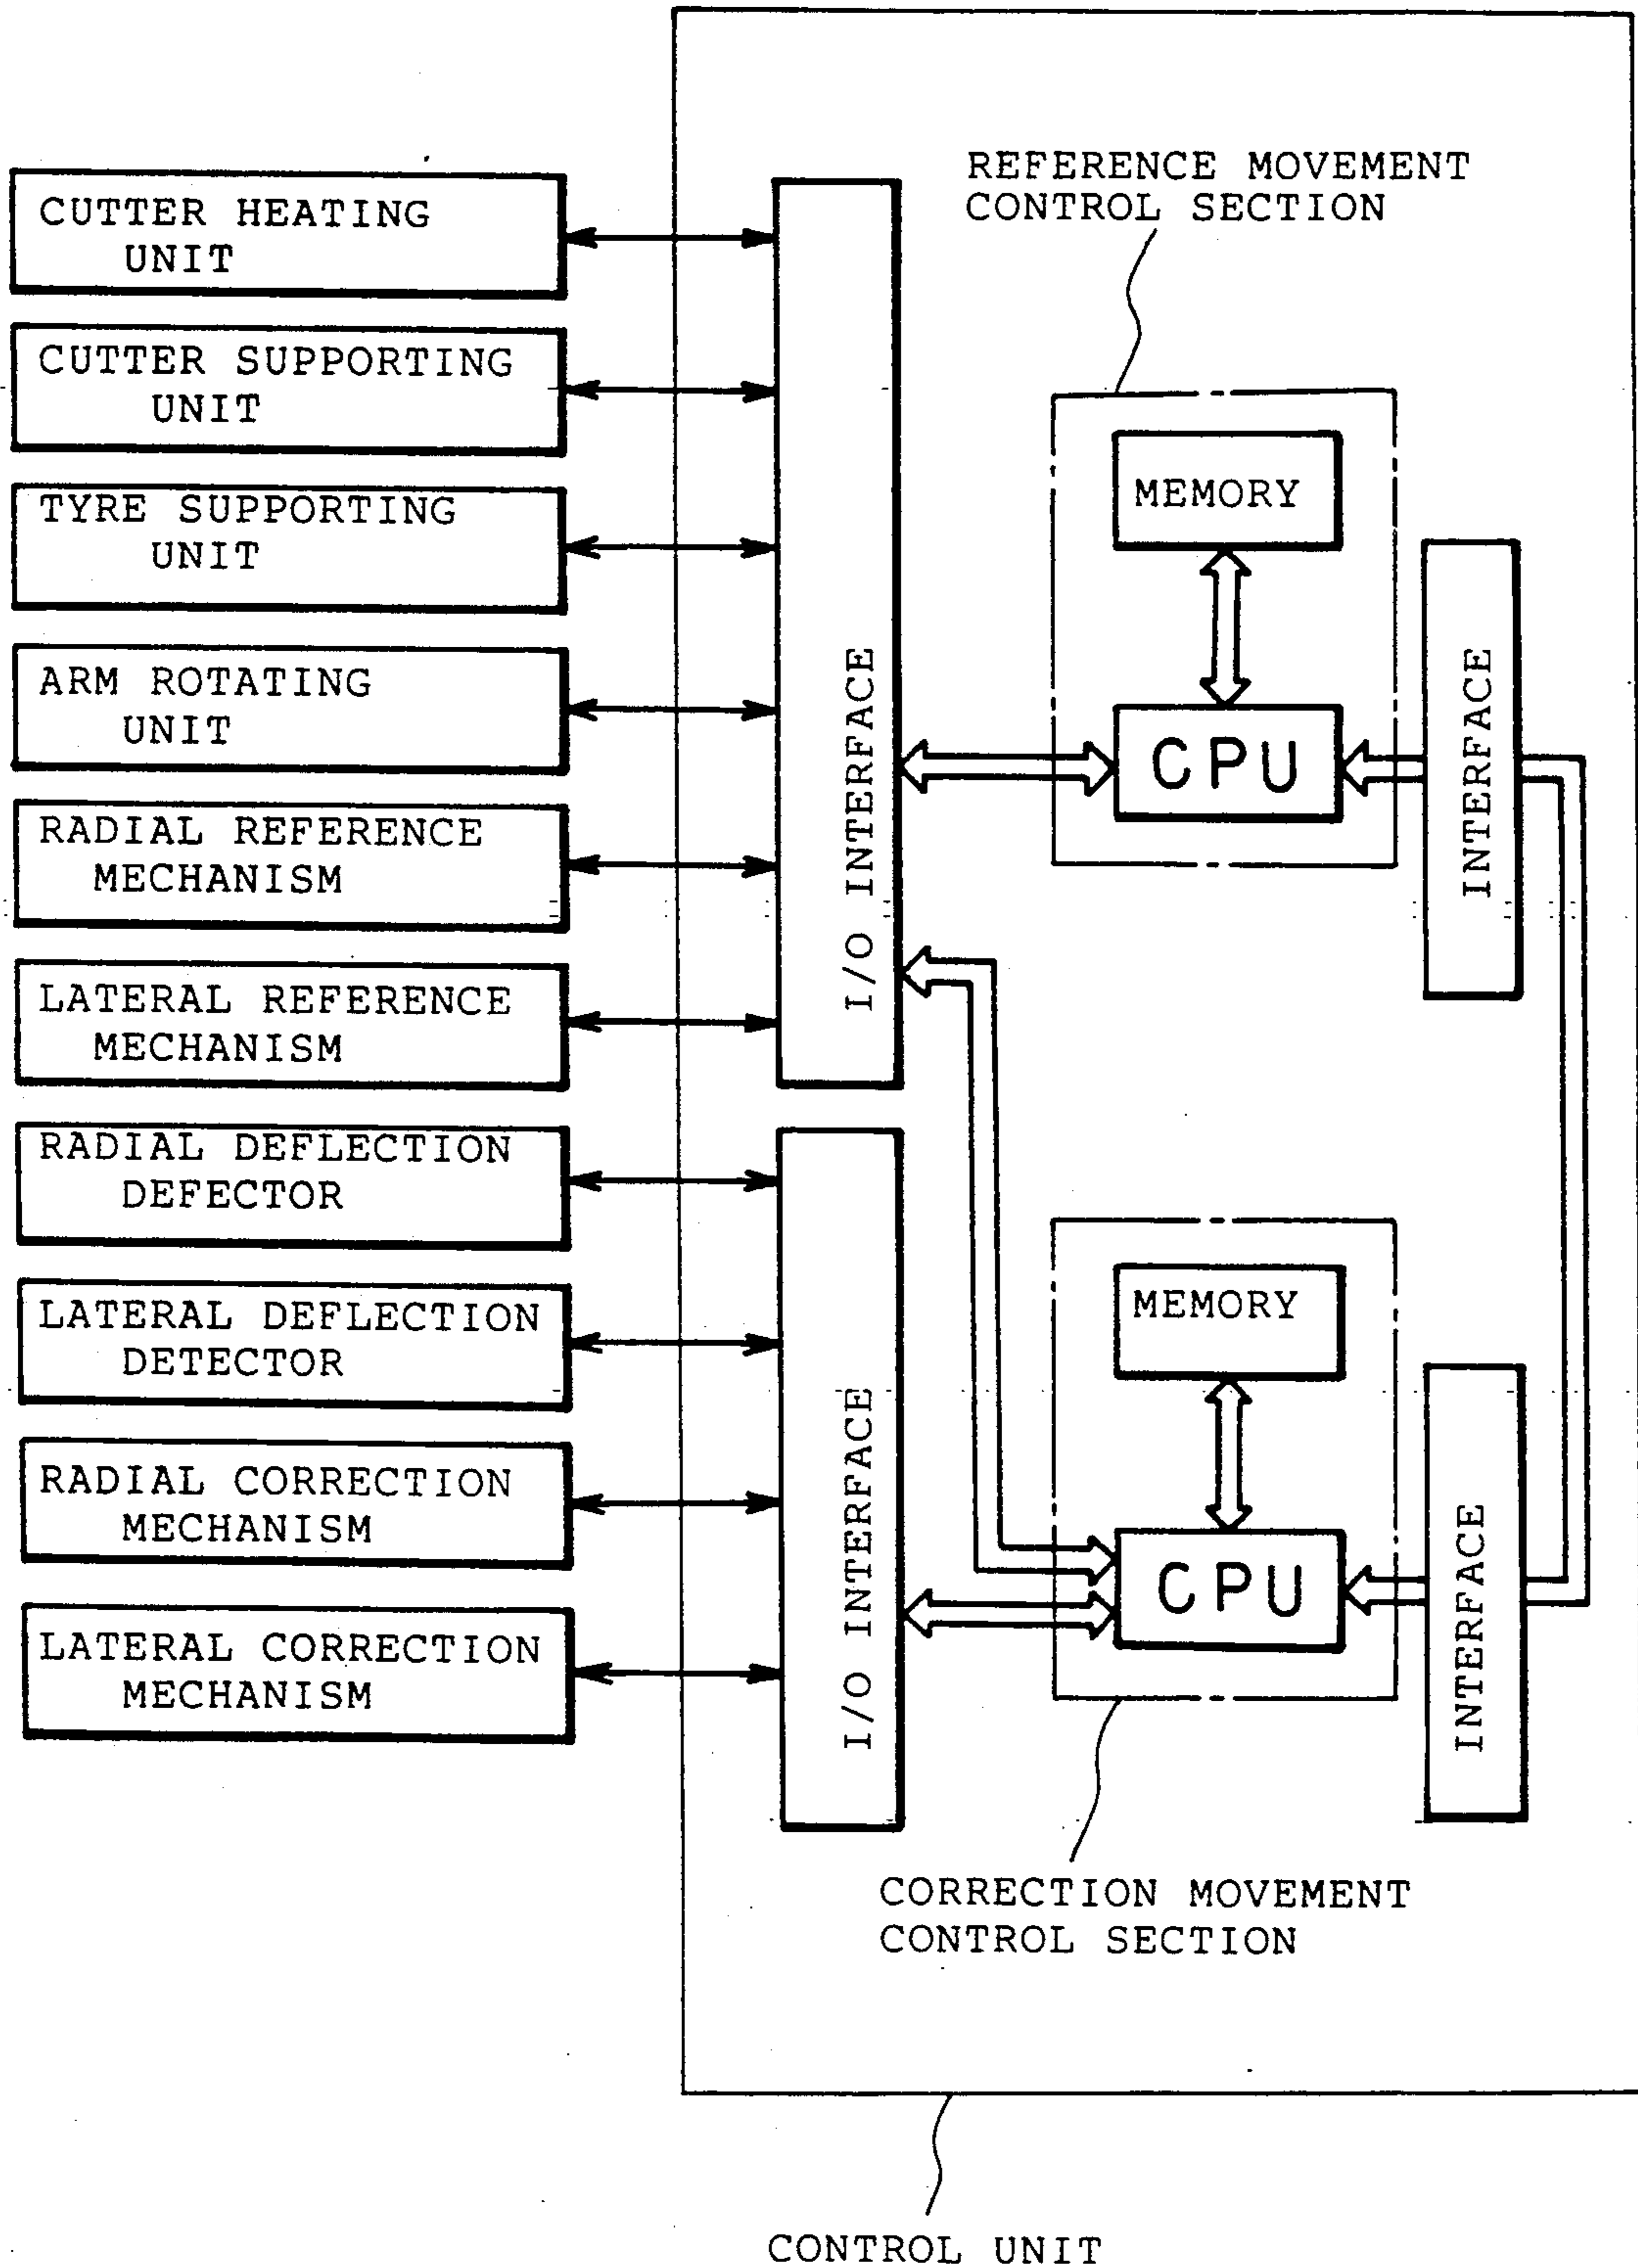 REFERENCE MOVEMENT
CONTROL SECTION
CUTTER HEATING
UNIT
CUTTER SUPPORTING
UNIT
TYRE SUPPORTING
UNIT
ARM ROTATING
UNIT
RADIAL REFERENCE
MECHANISM
LATERAL REFERENCE
MECHANISM
RADIAL DEFLECTION
DEFECTOR
LATERAL DEFLECTION
DETECTOR
RADIAL CORRECTION
MECHANISM
LATERAL CORRECTION
MECHANISM
I/O INTERFACE
I/O INTERFACE
MEMORY
CPU
INTERFACE
MEMORY
CPU
INTERFACE
CORRECTION MOVEMENT
CONTROL SECTION
CONTROL UNIT